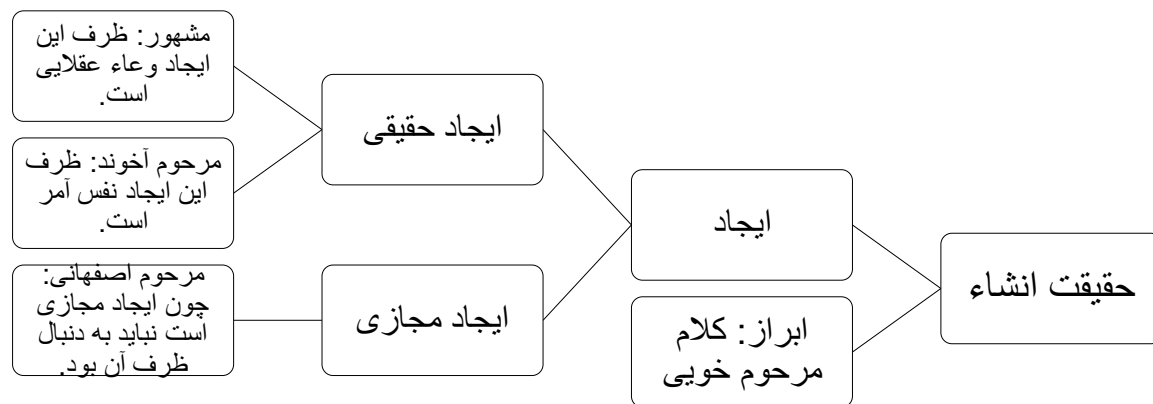 حقیقت انشاء
ایجاد
ایجاد حقیقی
مشهور: ظرف این
ایجاد وعاء عقلایی
است.
مرحوم آخوند: ظرف
این ایجاد نفس آمر
است.
ایجاد مجازی
مرحوم اصفهانی:
چون ایجاد مجازی
است نباید به دنبال
ظرف آن بود.
ابراز: کلام
مرحوم خویی